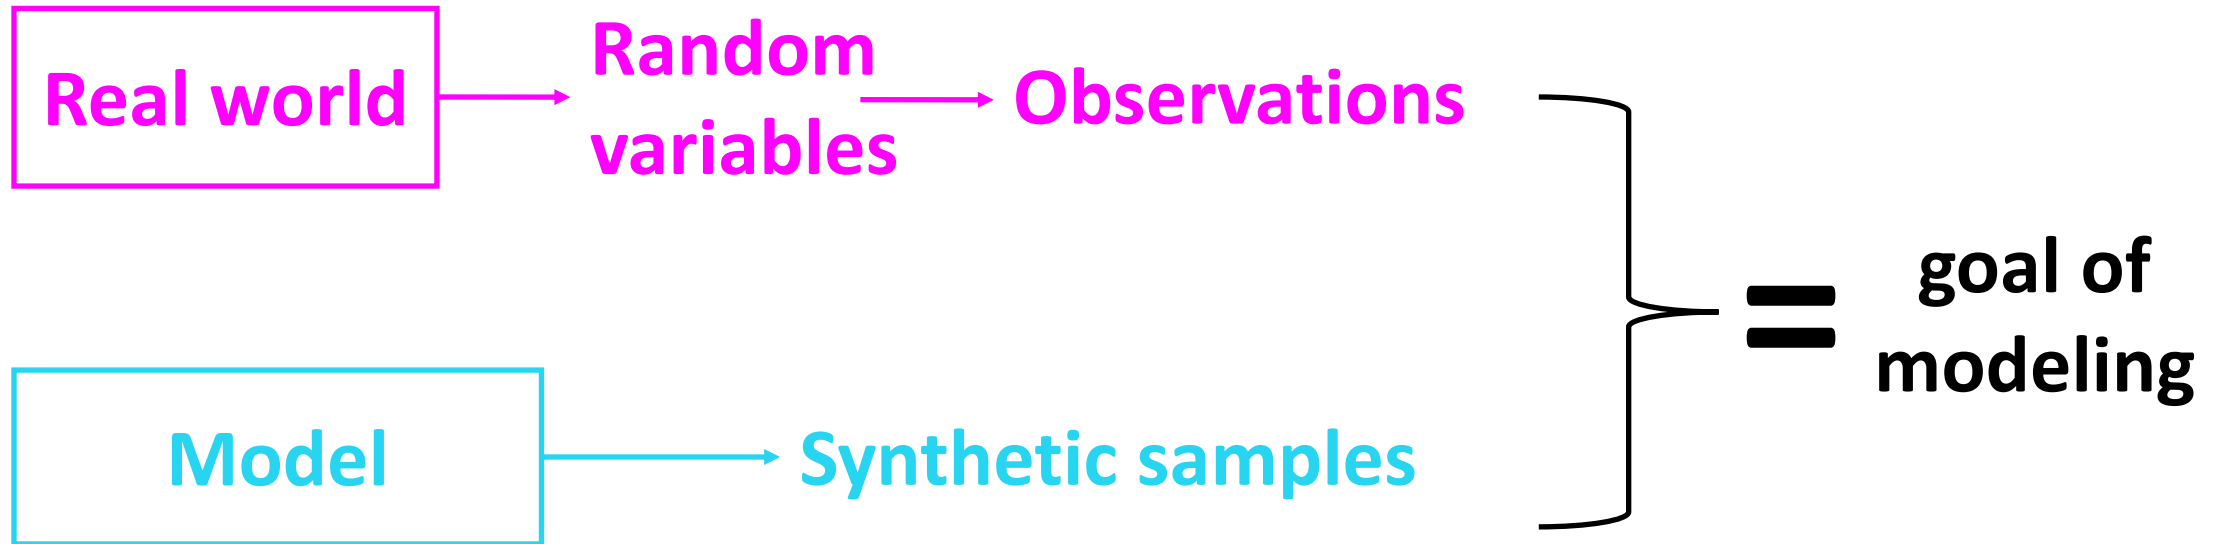 Real world
Random
variables
Observations
=
goal of
modeling
Model
Synthetic samples